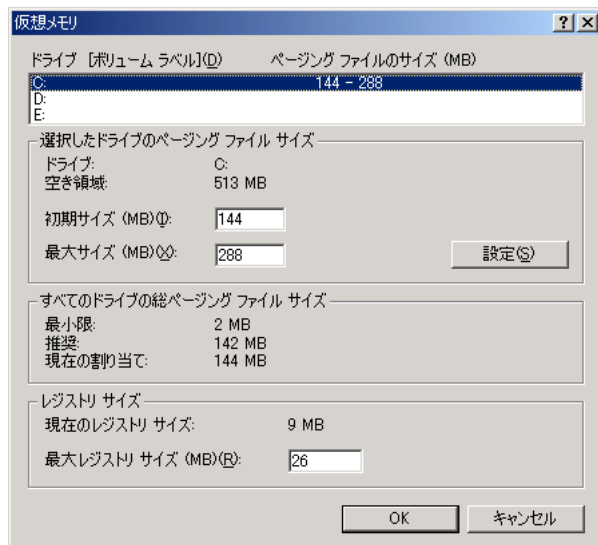 仮想メモリ
ドライブ [ボリューム ラベル](D) ページング ファイルのサイズ (MB)
C: 144 - 288
D:
E:
選択したドライブのページング ファイル サイズ
ドライブ: C:
空き領域: 513 MB
初期サイズ (MB)(I): 144
最大サイズ (MB)(X): 288
設定(S)
すべてのドライブの総ページング ファイル サイズ
最小限: 2 MB
推奨: 142 MB
現在の割り当て: 144 MB
レジストリ サイズ
現在のレジストリ サイズ: 9 MB
最大レジストリ サイズ (MB)(R): 26
OK キャンセル